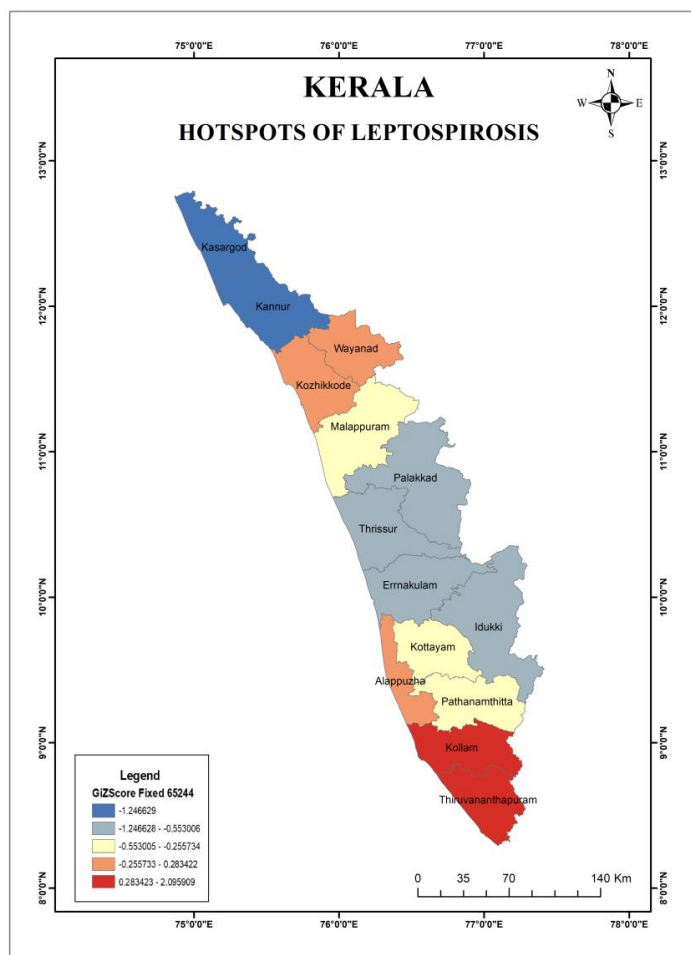 75°0'0"E
76°0'0"E
77°0'0"E
78°0'0"E
KERALA
HOTSPOTS OF LEPTOSPIROSIS
N
W
E
S
13°0'0"N
13°0'0"N
12°0'0"N
12°0'0"N
11°0'0"N
11°0'0"N
10°0'0"N
10°0'0"N
9°0'0"N
9°0'0"N
8°0'0"N
8°0'0"N
Kasargod
Kannur
Wayanad
Kozhikkode
Malappuram
Palakkad
Thrissur
Errnakulam
Idukki
Kottayam
Alappuzha
Pathanamthitta
Kollam
Thiruvananthapuram
Legend
GiZScore Fixed 65244
-1.246629
-1.246628 - -0.553006
-0.553005 - -0.255734
-0.255733 - 0.283422
0.283423 - 2.095909
0 35 70 140 Km
75°0'0"E
76°0'0"E
77°0'0"E
78°0'0"E